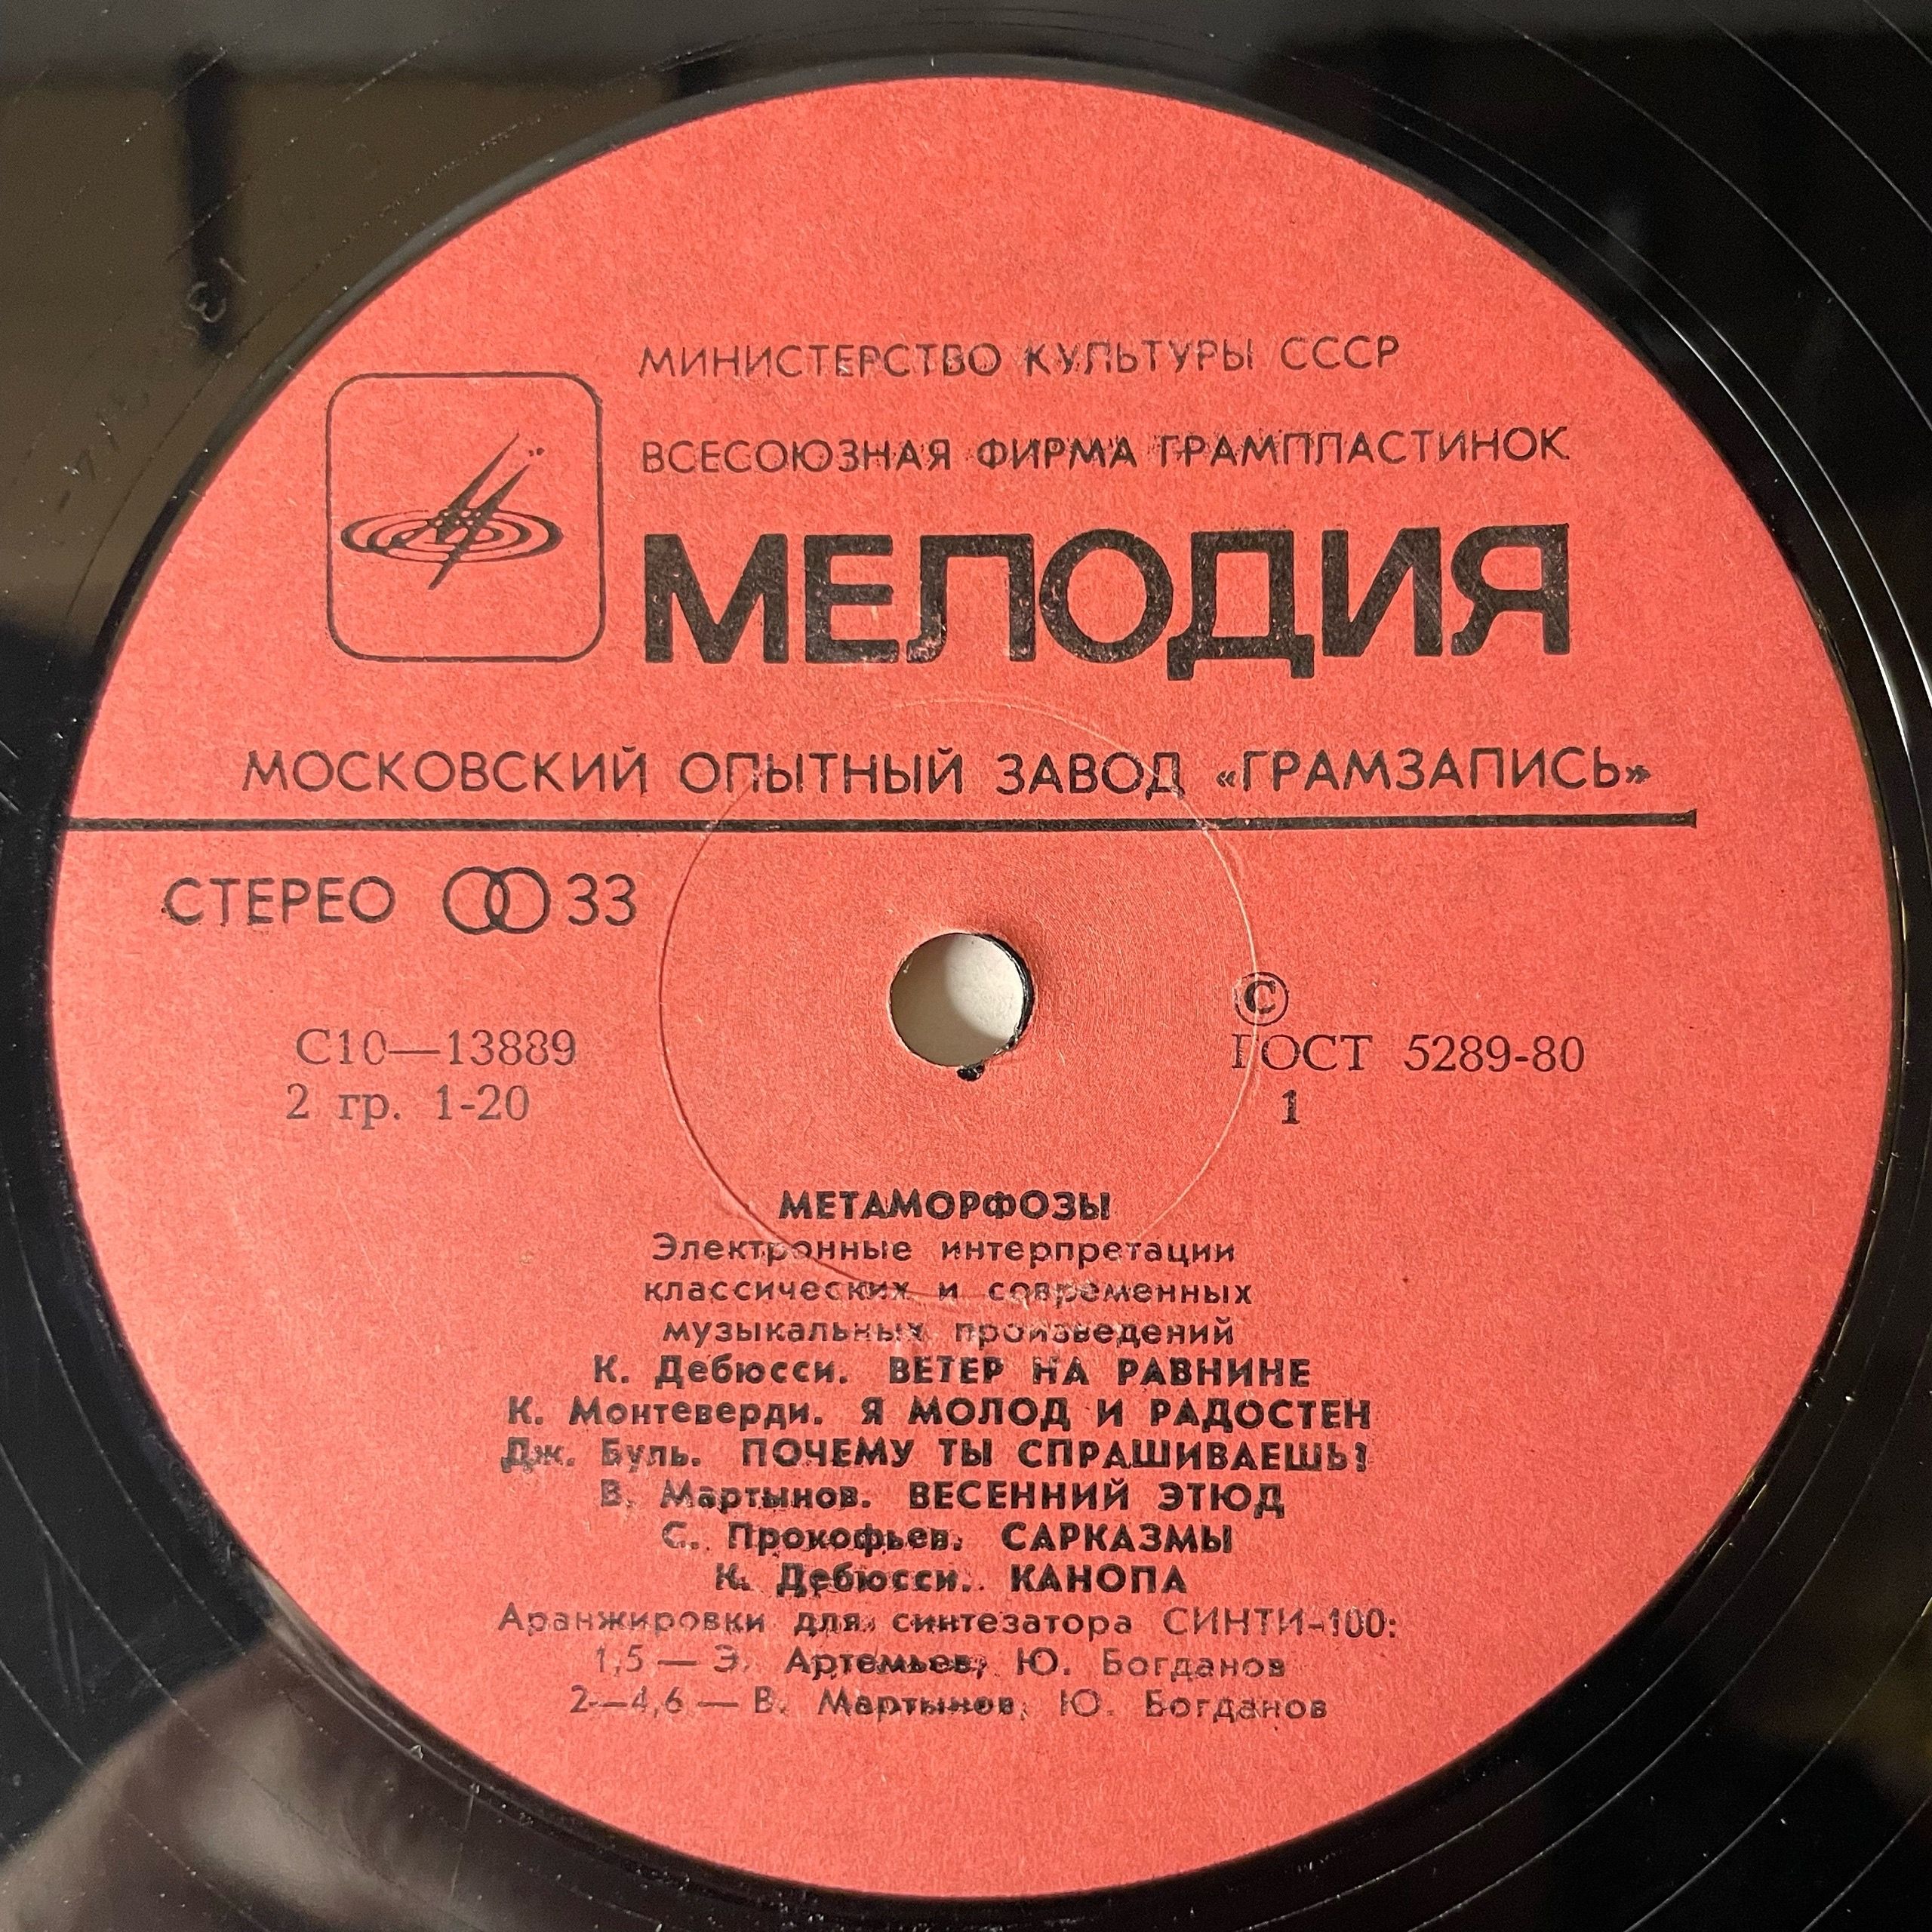 МИНИСТЕРСТВО КУЛЬТУРЫ СССР
ВСЕСОЮЗНАЯ ФИРМА ГРАМПЛАСТИНОК
МЕЛОДИЯ
МОСКОВСКИЙ ОПЫТНЫЙ ЗАВОД «ГРАМЗАПИСЬ»
СТЕРЕО 33
С10—13889
2 гр. 1-20
©
ГОСТ 5289-80
1
МЕТАМОРФОЗЫ
Электронные интерпретации
классических и современных
музыкальных произведений
К. Дебюсси. ВЕТЕР НА РАВНИНЕ
К. Монтеверди. Я МОЛОД И РАДОСТЕН
Дж. Буль. ПОЧЕМУ ТЫ СПРАШИВАЕШЬ?
В. Мартынов. ВЕСЕННИЙ ЭТЮД
С. Прокофьев. САРКАЗМЫ
К. Дебюсси. КАНОПА
Аранжировки для синтезатора СИНТИ-100:
1,5 — Э. Артемьев, Ю. Богданов
2—4,6 — В. Мартынов, Ю. Богданов